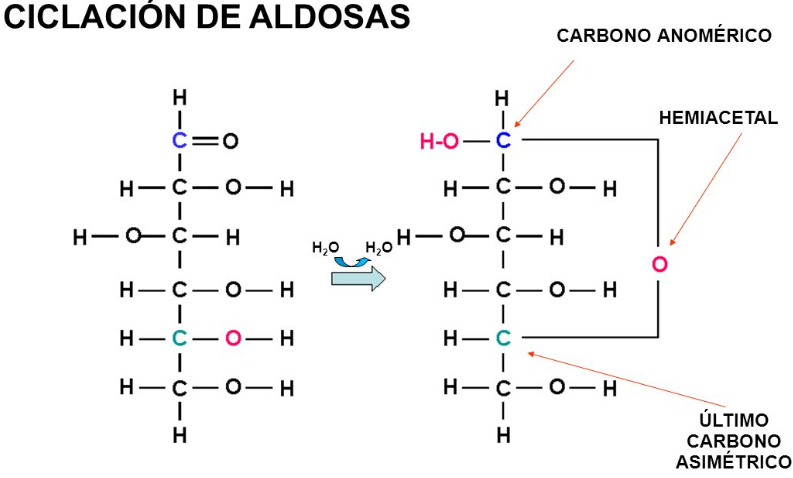 CICLACIÓN DE ALDOSAS
CARBONO ANOMÉRICO
HEMIACETAL
H
C=O
H—C—O—H
H—O—C—H
H—C—O—H
H—C—O—H
H—C—O—H
H
H₂O H₂O
H
H-O—C
H—C—O—H
H—O—C—H
O
H—C—O—H
H—C
H—C—O—H
H
ÚLTIMO
CARBONO
ASIMÉTRICO